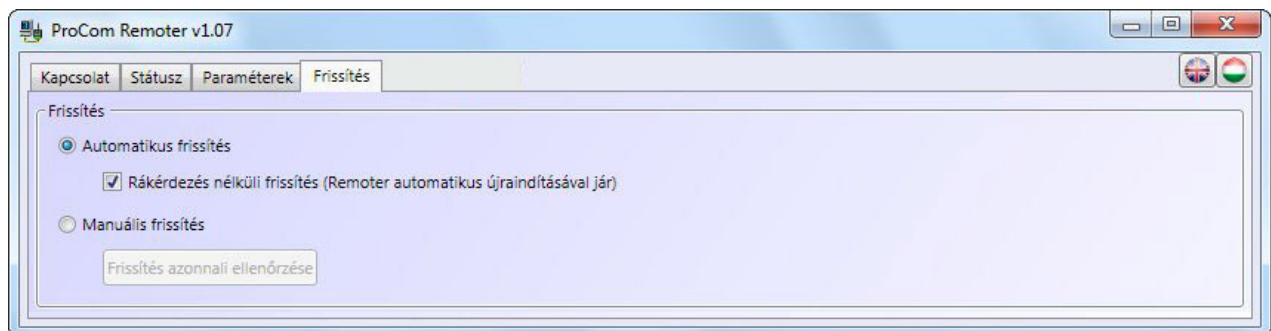 ProCom Remoter v1.07
Kapcsolat Státusz Paraméterek Frissítés
Frissítés
Automatikus frissítés
Rákérdezés nélküli frissítés (Remoter automatikus újraindításával jár)
Manuális frissítés
Frissítés azonnali ellenőrzése